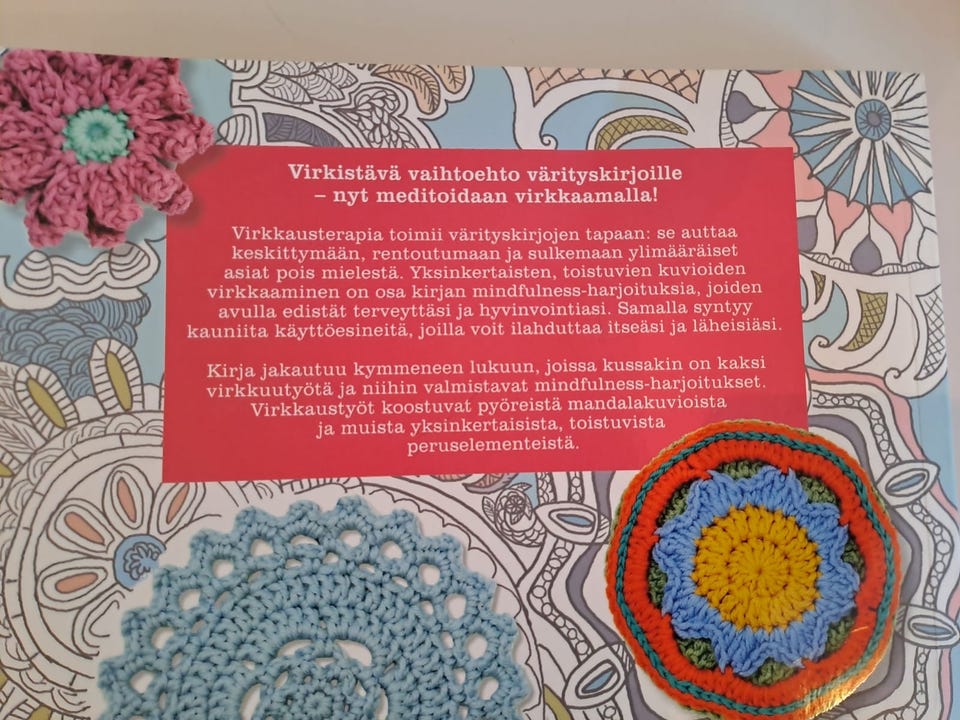 Virkistävä vaihtoehto värityskirjoille
– nyt meditoidaan virkkaamalla!
Virkkausterapia toimii värityskirjojen tapaan: se auttaa
keskittymään, rentoutumaan ja sulkemaan ylimääräiset
asiat pois mielestä. Yksinkertaisten, toistuvien kuvioiden
virkkaaminen on osa kirjan mindfulness-harjoituksia, joiden
avulla edistät terveyttäsi ja hyvinvointiasi. Samalla syntyy
kauniita käyttöesineitä, joilla voit ilahduttaa itseäsi ja läheisiäsi.
Kirja jakautuu kymmeneen lukuun, joissa kussakin on kaksi
virkkuutyötä ja niihin valmistavat mindfulness-harjoitukset.
Virkkaustyöt koostuvat pyöreistä mandalakuvioista
ja muista yksinkertaisista, toistuvista
peruselementeistä.